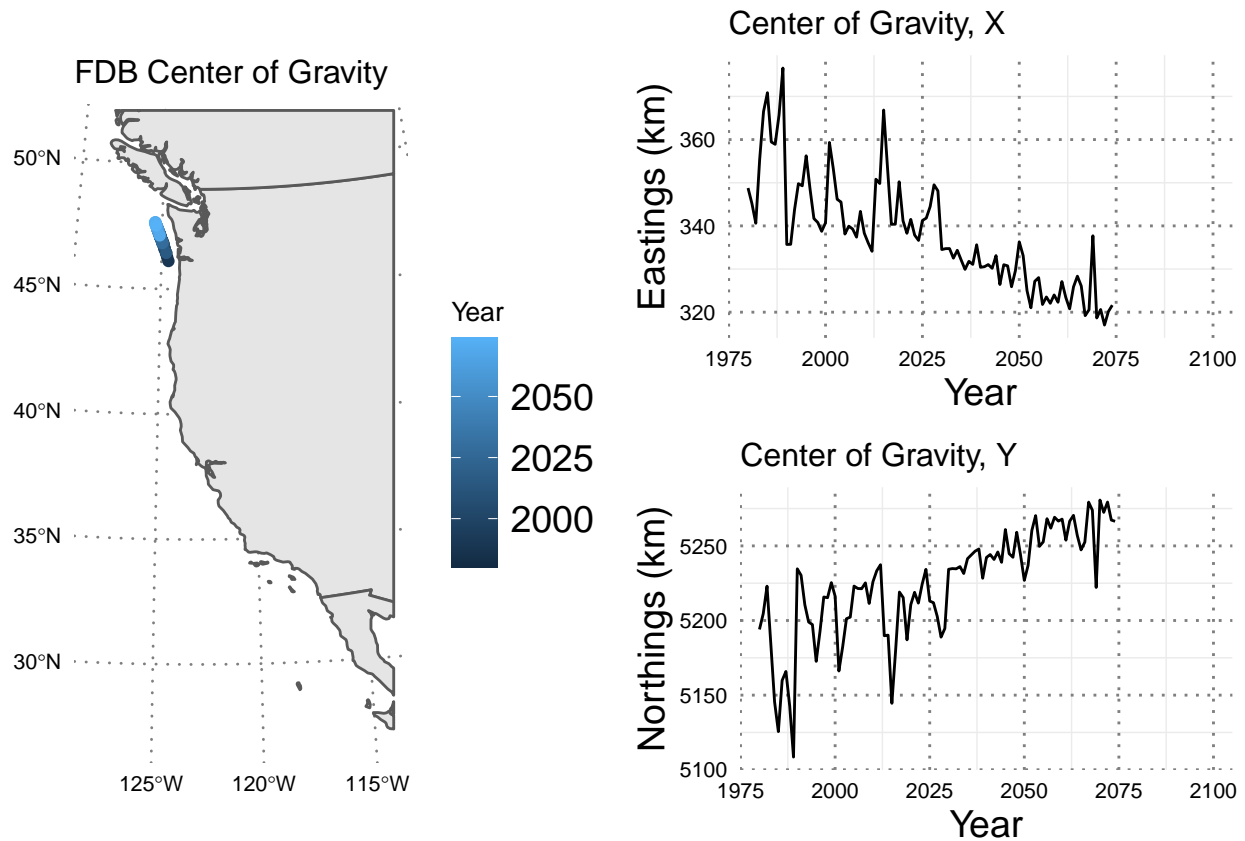 FDB Center of Gravity
50°N
45°N
40°N
35°N
30°N
125°W 120°W 115°W
Year
2050
2025
2000
Center of Gravity, X
Eastings (km)
360
340
320
1975 2000 2025 2050 2075 2100
Year
Center of Gravity, Y
Northings (km)
5250
5200
5150
5100
1975 2000 2025 2050 2075 2100
Year